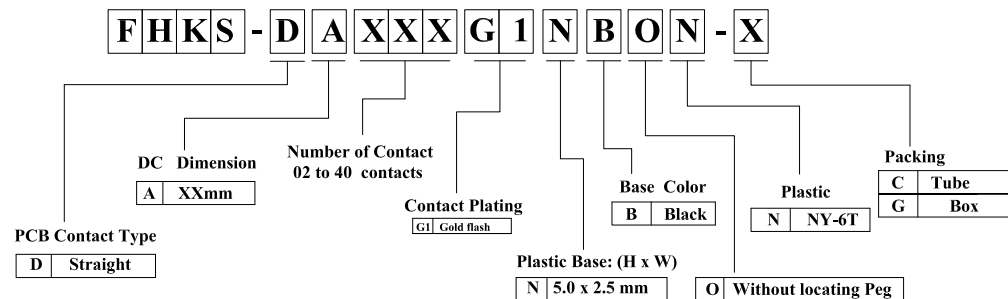 FHKS-DAXXXG1NBON-X
DC Dimension
A XXmm
Number of Contact
02 to 40 contacts
Contact Plating
G1 Gold flash
Base Color
B Black
Plastic
N NY-6T
Packing
C Tube
G Box
PCB Contact Type
D Straight
Plastic Base: (H x W)
N 5.0 x 2.5 mm
O Without locating Peg